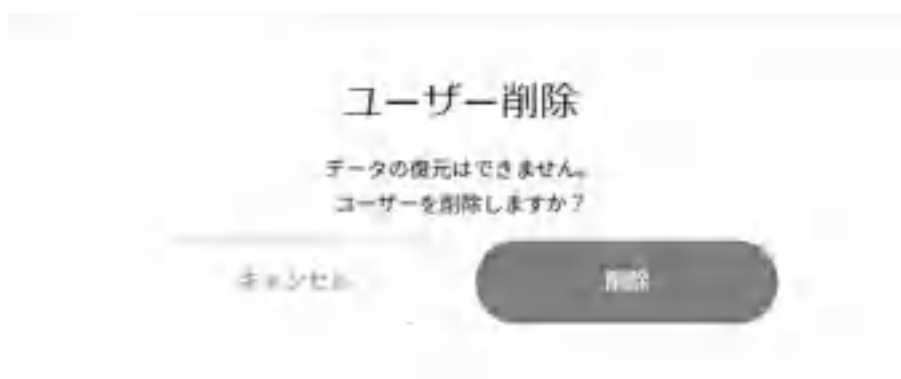 ユーザー削除
データの復元はできません。
ユーザーを削除しますか？
キャンセル
削除